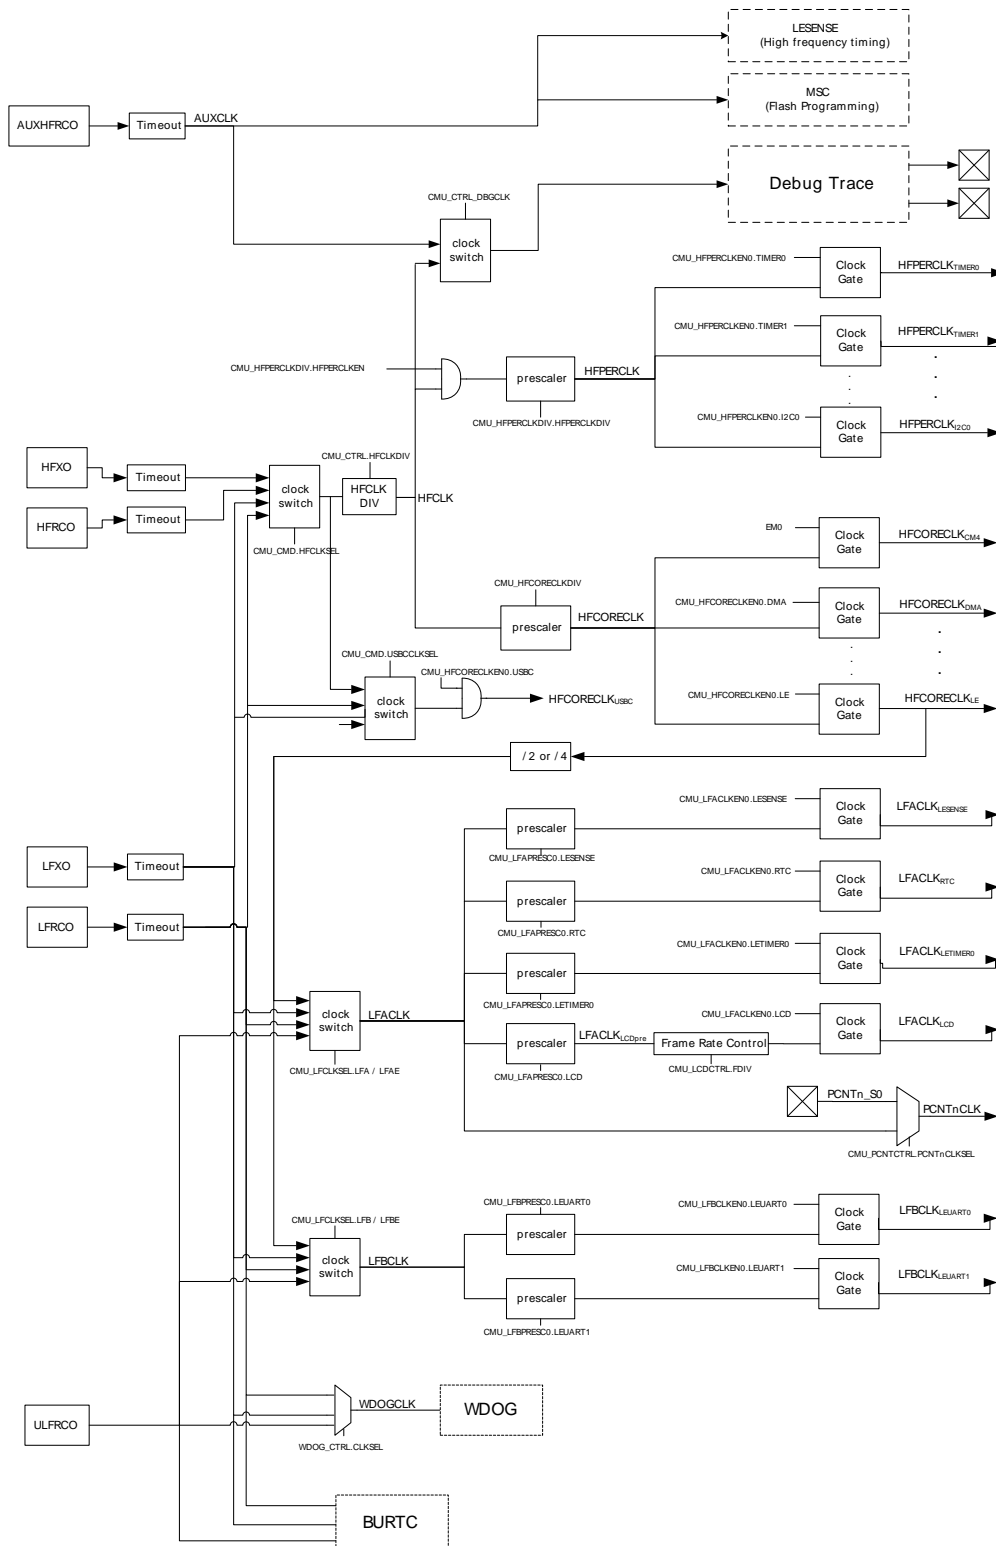 LESENSE
(High frequency timing)
MSC
(Flash Programming)
AUXHFRCO
Timeout
AUXCLK
Debug Trace
CMU_CTRL_DBGCLK
clock
switch
CMU_HFPERCLKEN0.TIMER0
Clock
Gate
HFPERCLKTIMER0
CMU_HFPERCLKEN0.TIMER1
Clock
Gate
HFPERCLKTIMER1
CMU_HFPERCLKDIV.HFPERCLKEN
prescaler
HFPERCLK
CMU_HFPERCLKDIV.HFPERCLKDIV
. . .
. . .
CMU_HFPERCLKEN0.I2C0
Clock
Gate
HFPERCLKI2C0
HFXO
Timeout
HFRCO
Timeout
clock
switch
CMU_CMD.HFCLKSEL
CMU_CTRL.HFCLKDIV
HFCLK
DIV
HFCLK
EM0
Clock
Gate
HFCORECLKCM4
CMU_HFCORECLKDIV
prescaler
HFCORECLK
CMU_HFCORECLKEN0.DMA
Clock
Gate
HFCORECLKDMA
. . .
. . .
CMU_CMD.USBCCLKSEL
clock
switch
CMU_HFCORECLKEN0.USBC
HFCORECLKUSBC
CMU_HFCORECLKEN0.LE
Clock
Gate
HFCORECLKLE
/ 2 or / 4
LFXO
Timeout
LFRCO
Timeout
prescaler
CMU_LFAPRESC0.LESENSE
CMU_LFACLKEN0.LESENSE
Clock
Gate
LFACLKLESENSE
prescaler
CMU_LFAPRESC0.RTC
CMU_LFACLKEN0.RTC
Clock
Gate
LFACLKRTC
prescaler
CMU_LFAPRESC0.LETIMER0
CMU_LFACLKEN0.LETIMER0
Clock
Gate
LFACLKLETIMER0
clock
switch
LFACLK
CMU_LFCLKSEL.LFA / LFAE
prescaler
CMU_LFAPRESC0.LCD
LFACLKLCDpre
Frame Rate Control
CMU_LCDCTRL.FDIV
CMU_LFACLKEN0.LCD
Clock
Gate
LFACLKLCD
PCNTn_S0
PCNTnCLK
CMU_PCNTCTRL.PCNTnCLKSEL
CMU_LFCLKSEL.LFB / LFBE
clock
switch
LFBCLK
CMU_LFBPRESC0.LEUART0
prescaler
CMU_LFBCLKEN0.LEUART0
Clock
Gate
LFBCLKLEUART0
prescaler
CMU_LFBPRESC0.LEUART1
CMU_LFBCLKEN0.LEUART1
Clock
Gate
LFBCLKLEUART1
ULFRCO
WDOGCLK
WDOG
WDOG_CTRL.CLKSEL
BURTC